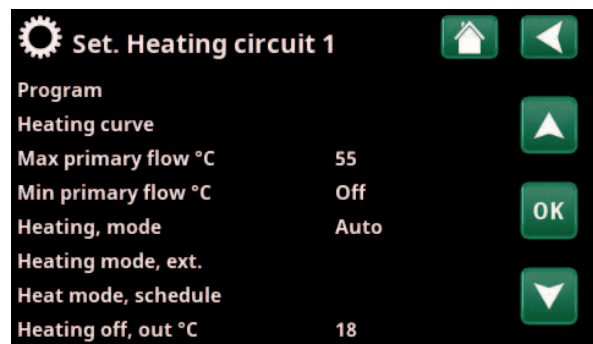 Set. Heating circuit 1
Program
Heating curve
Max primary flow °C 55
Min primary flow °C Off
Heating, mode Auto
OK
Heating mode, ext.
Heat mode, schedule
Heating off, out °C 18